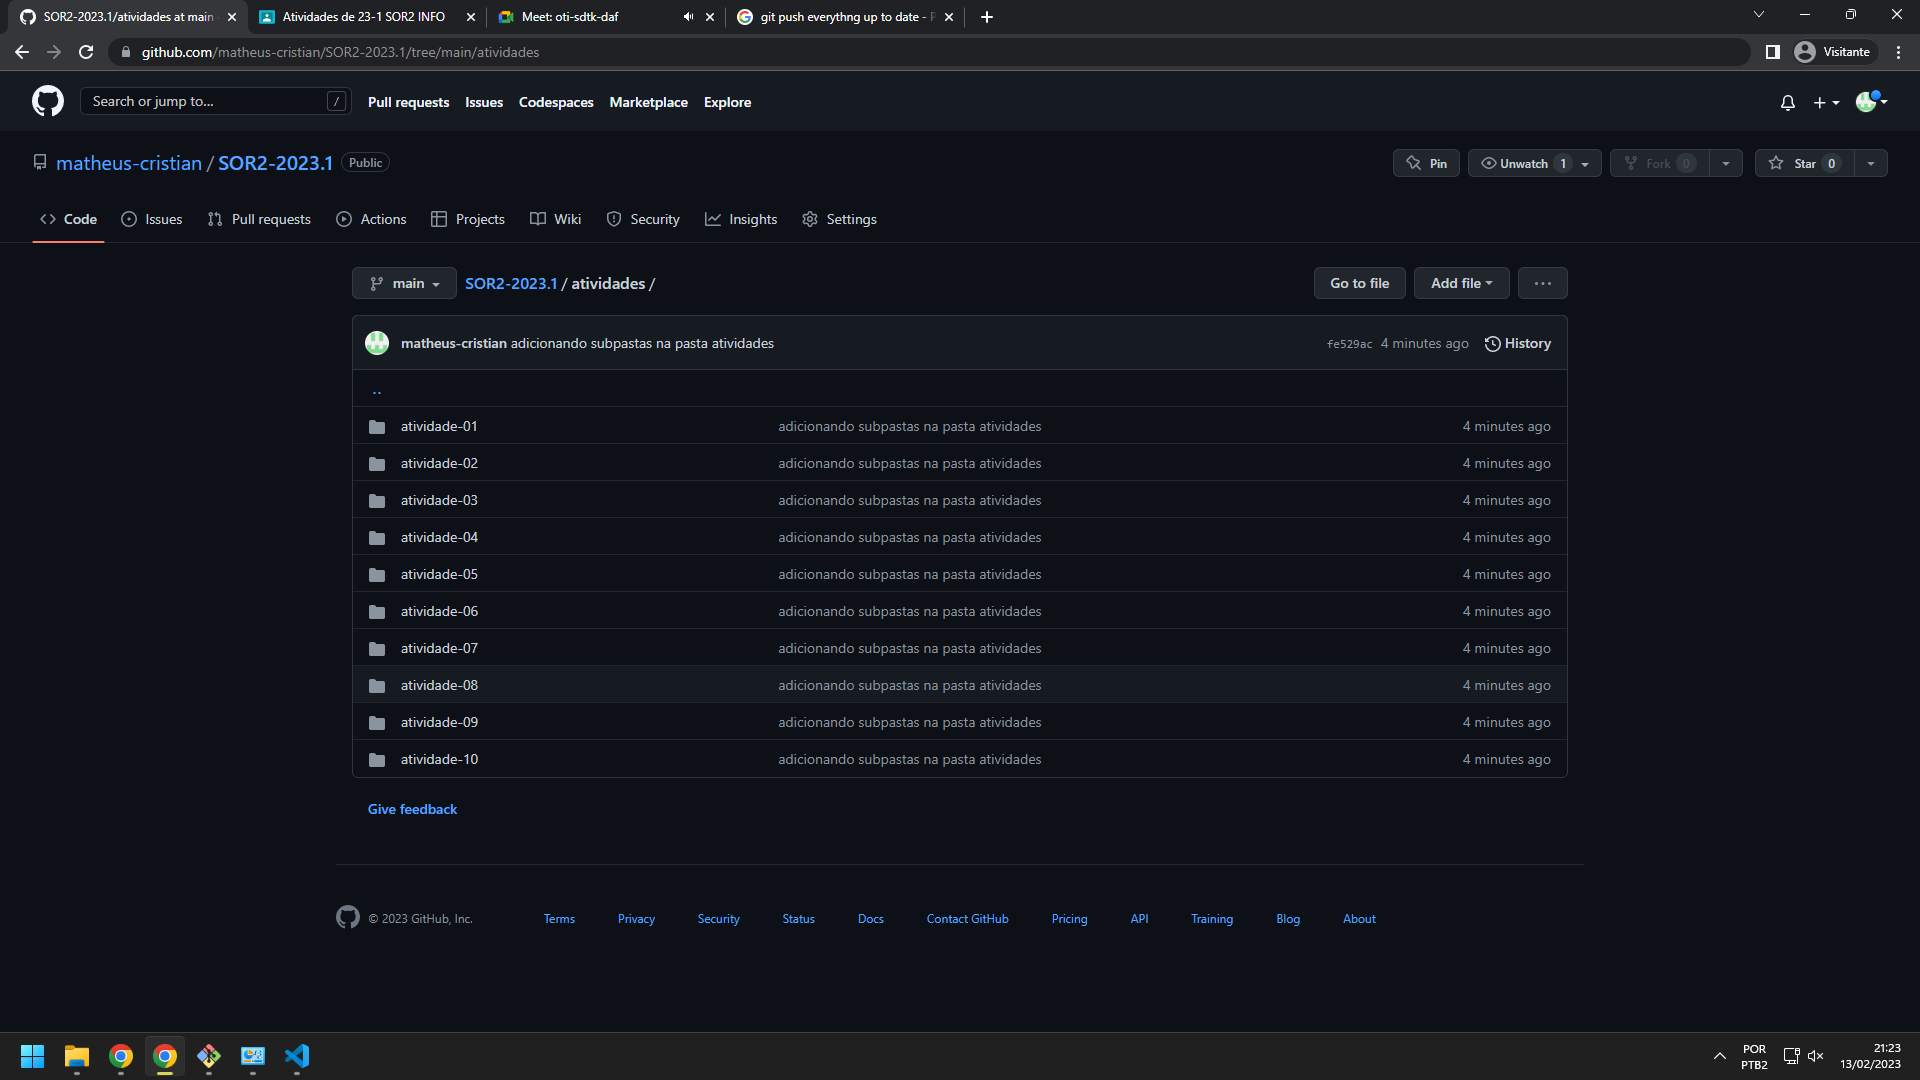 SOR2-2023.1/atividades at main
Atividades de 23-1 SOR2 INFO
Meet: oti-sdtk-daf
git push everythng up to date -
github.com/matheus-cristian/SOR2-2023.1/tree/main/atividades
Visitante
Search or jump to... /
Pull requests
Issues
Codespaces
Marketplace
Explore
matheus-cristian / SOR2-2023.1 Public
Pin
Unwatch 1
Fork 0
Star 0
Code
Issues
Pull requests
Actions
Projects
Wiki
Security
Insights
Settings
main
SOR2-2023.1 / atividades /
Go to file
Add file
matheus-cristian adicionando subpastas na pasta atividades
fe529ac 4 minutes ago
History
..
atividade-01 adicionando subpastas na pasta atividades 4 minutes ago
atividade-02 adicionando subpastas na pasta atividades 4 minutes ago
atividade-03 adicionando subpastas na pasta atividades 4 minutes ago
atividade-04 adicionando subpastas na pasta atividades 4 minutes ago
atividade-05 adicionando subpastas na pasta atividades 4 minutes ago
atividade-06 adicionando subpastas na pasta atividades 4 minutes ago
atividade-07 adicionando subpastas na pasta atividades 4 minutes ago
atividade-08 adicionando subpastas na pasta atividades 4 minutes ago
atividade-09 adicionando subpastas na pasta atividades 4 minutes ago
atividade-10 adicionando subpastas na pasta atividades 4 minutes ago
Give feedback
© 2023 GitHub, Inc.
Terms
Privacy
Security
Status
Docs
Contact GitHub
Pricing
API
Training
Blog
About
POR
PTB2
21:23
13/02/2023